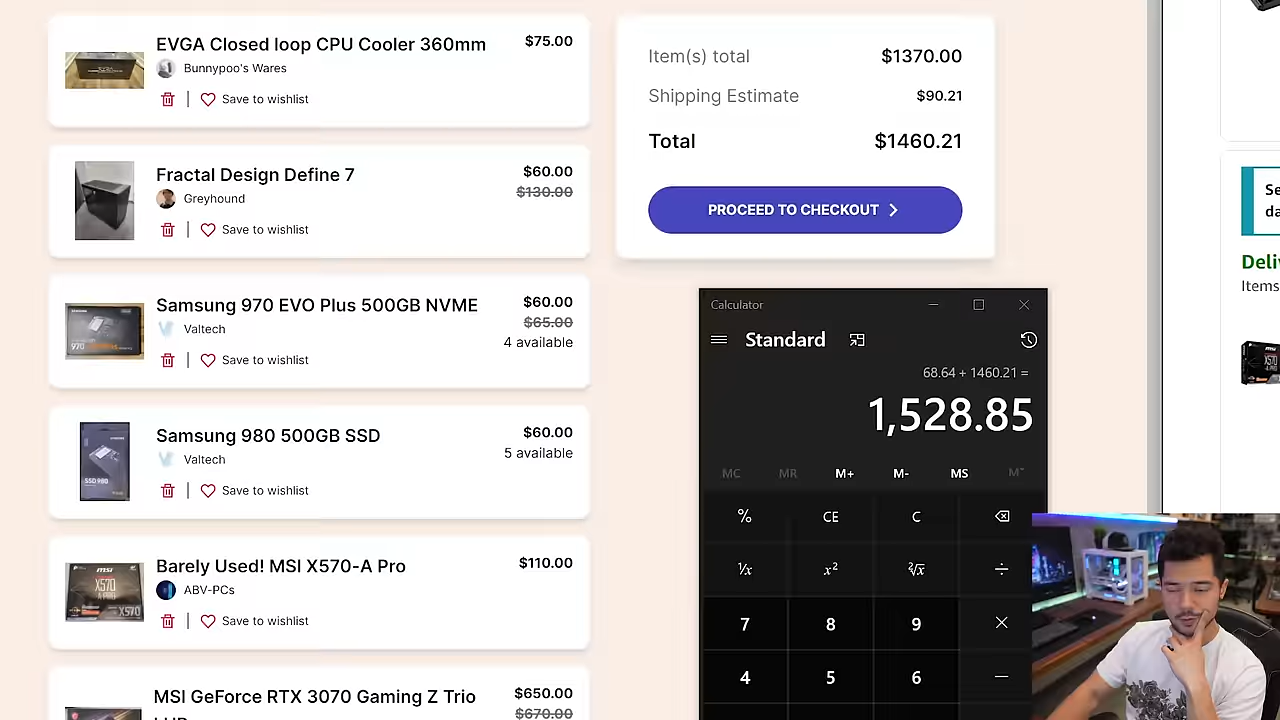 EVGA Closed loop CPU Cooler 360mm
$75.00
Bunnypoo's Wares
Save to wishlist
Fractal Design Define 7
$60.00
$130.00
Greyhound
Save to wishlist
Samsung 970 EVO Plus 500GB NVME
$60.00
$65.00
Valtech
4 available
Save to wishlist
Samsung 980 500GB SSD
$60.00
Valtech
5 available
Save to wishlist
Barely Used! MSI X570-A Pro
$110.00
ABV-PCs
Save to wishlist
MSI GeForce RTX 3070 Gaming Z Trio
$650.00
$670.00
Item(s) total
$1370.00
Shipping Estimate
$90.21
Total
$1460.21
PROCEED TO CHECKOUT
Calculator
Standard
68.64 + 1460.21 =
1,528.85
MC MR M+ M- MS
% CE C
¹/x x² ²√x ÷
7 8 9 ×
4 5 6 −
Se
da
Deli
Items